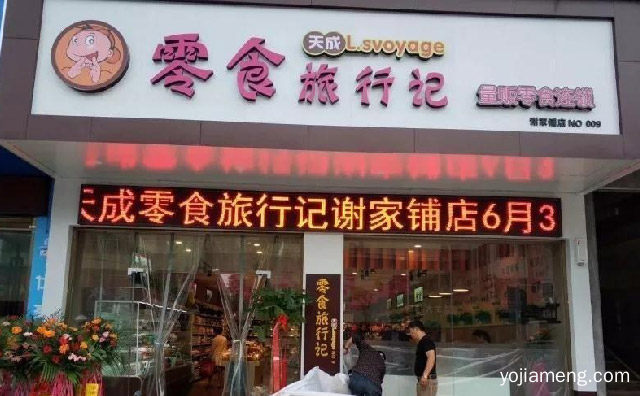 天成L.svoyage
零食旅行记
量贩零食连锁
谢家铺店 NO 009
天成零食旅行记谢家铺店6月3
零食旅行记
yojiameng.com